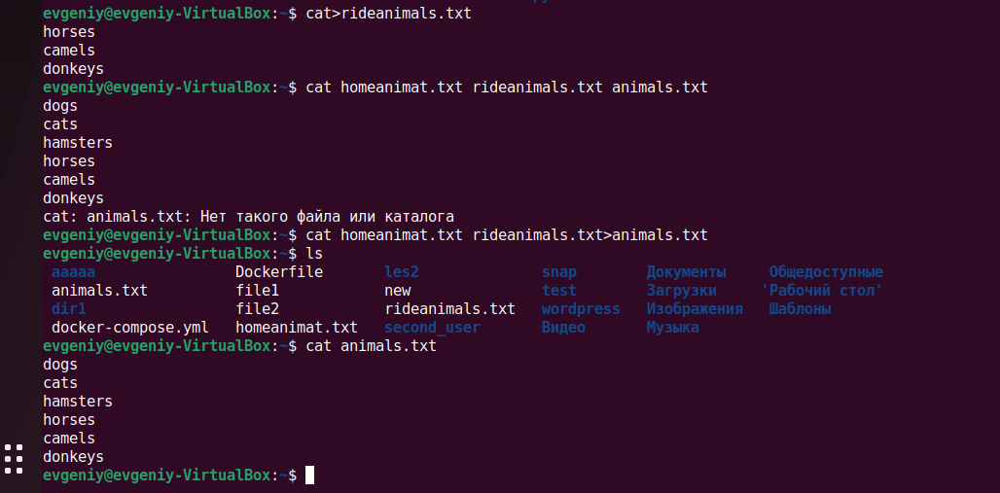 evgeniy@evgeniy-VirtualBox:~$ cat>rideanimals.txt
horses
camels
donkeys
evgeniy@evgeniy-VirtualBox:~$ cat homeanimat.txt rideanimals.txt animals.txt
dogs
cats
hamsters
horses
camels
donkeys
cat: animals.txt: Нет такого файла или каталога
evgeniy@evgeniy-VirtualBox:~$ cat homeanimat.txt rideanimals.txt>animals.txt
evgeniy@evgeniy-VirtualBox:~$ ls
aaaaa Dockerfile les2 snap Документы Общедоступные
animals.txt file1 new test Загрузки 'Рабочий стол'
dir1 file2 rideanimals.txt wordpress Изображения Шаблоны
docker-compose.yml homeanimat.txt second_user Видео Музыка
evgeniy@evgeniy-VirtualBox:~$ cat animals.txt
dogs
cats
hamsters
horses
camels
donkeys
evgeniy@evgeniy-VirtualBox:~$